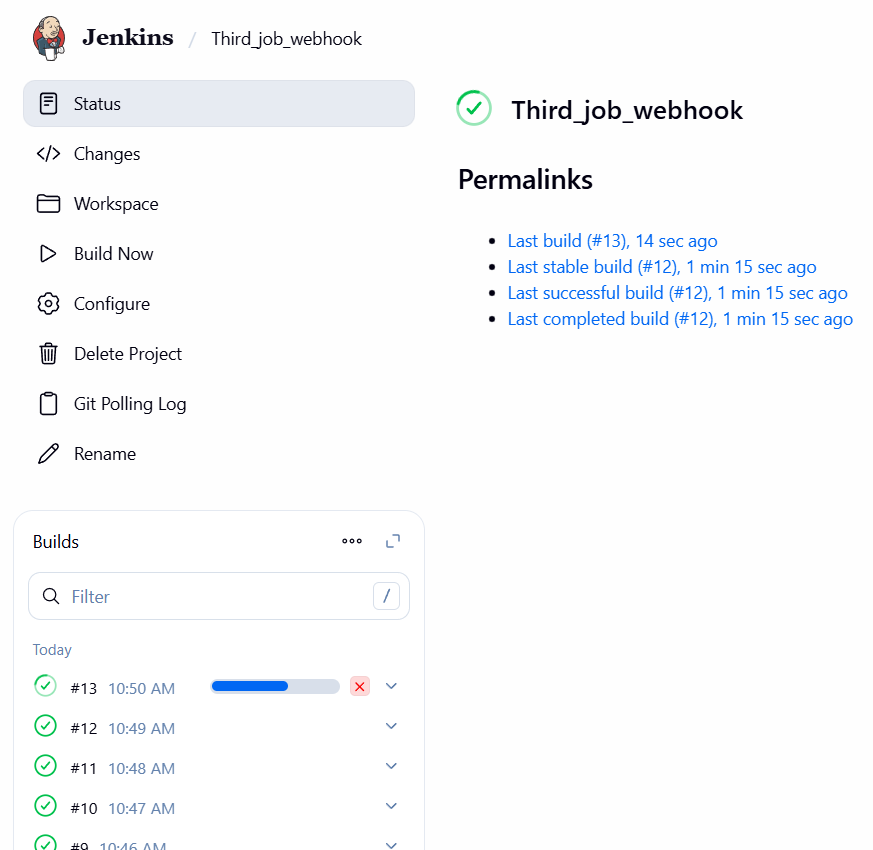 Jenkins / Third_job_webhook
Status
Changes
Workspace
Build Now
Configure
Delete Project
Git Polling Log
Rename
Third_job_webhook
Permalinks
Last build (#13), 14 sec ago
Last stable build (#12), 1 min 15 sec ago
Last successful build (#12), 1 min 15 sec ago
Last completed build (#12), 1 min 15 sec ago
Builds
Filter /
Today
#13 10:50 AM
#12 10:49 AM
#11 10:48 AM
#10 10:47 AM
#9 10:46 AM